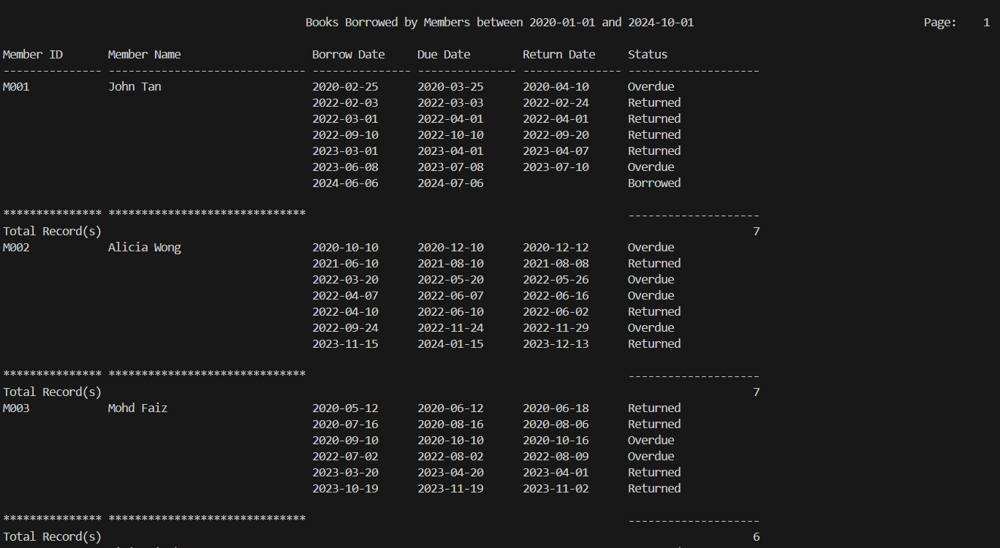 Books Borrowed by Members between 2020-01-01 and 2024-10-01 Page: 1
Member ID Member Name Borrow Date Due Date Return Date Status
--------------- ------------------------------ --------------- --------------- --------------- --------------------
M001 John Tan 2020-02-25 2020-03-25 2020-04-10 Overdue
2022-02-03 2022-03-03 2022-02-24 Returned
2022-03-01 2022-04-01 2022-04-01 Returned
2022-09-10 2022-10-10 2022-09-20 Returned
2023-03-01 2023-04-01 2023-04-07 Returned
2023-06-08 2023-07-08 2023-07-10 Overdue
2024-06-06 2024-07-06 Borrowed
*************** ****************************** --------------------
Total Record(s) 7
M002 Alicia Wong 2020-10-10 2020-12-10 2020-12-12 Overdue
2021-06-10 2021-08-10 2021-08-08 Returned
2022-03-20 2022-05-20 2022-05-26 Overdue
2022-04-07 2022-06-07 2022-06-16 Overdue
2022-04-10 2022-06-10 2022-06-02 Returned
2022-09-24 2022-11-24 2022-11-29 Overdue
2023-11-15 2024-01-15 2023-12-13 Returned
*************** ****************************** --------------------
Total Record(s) 7
M003 Mohd Faiz 2020-05-12 2020-06-12 2020-06-18 Returned
2020-07-16 2020-08-16 2020-08-06 Returned
2020-09-10 2020-10-10 2020-10-16 Overdue
2022-07-02 2022-08-02 2022-08-09 Overdue
2023-03-20 2023-04-20 2023-04-01 Returned
2023-10-19 2023-11-19 2023-11-02 Returned
*************** ****************************** --------------------
Total Record(s) 6